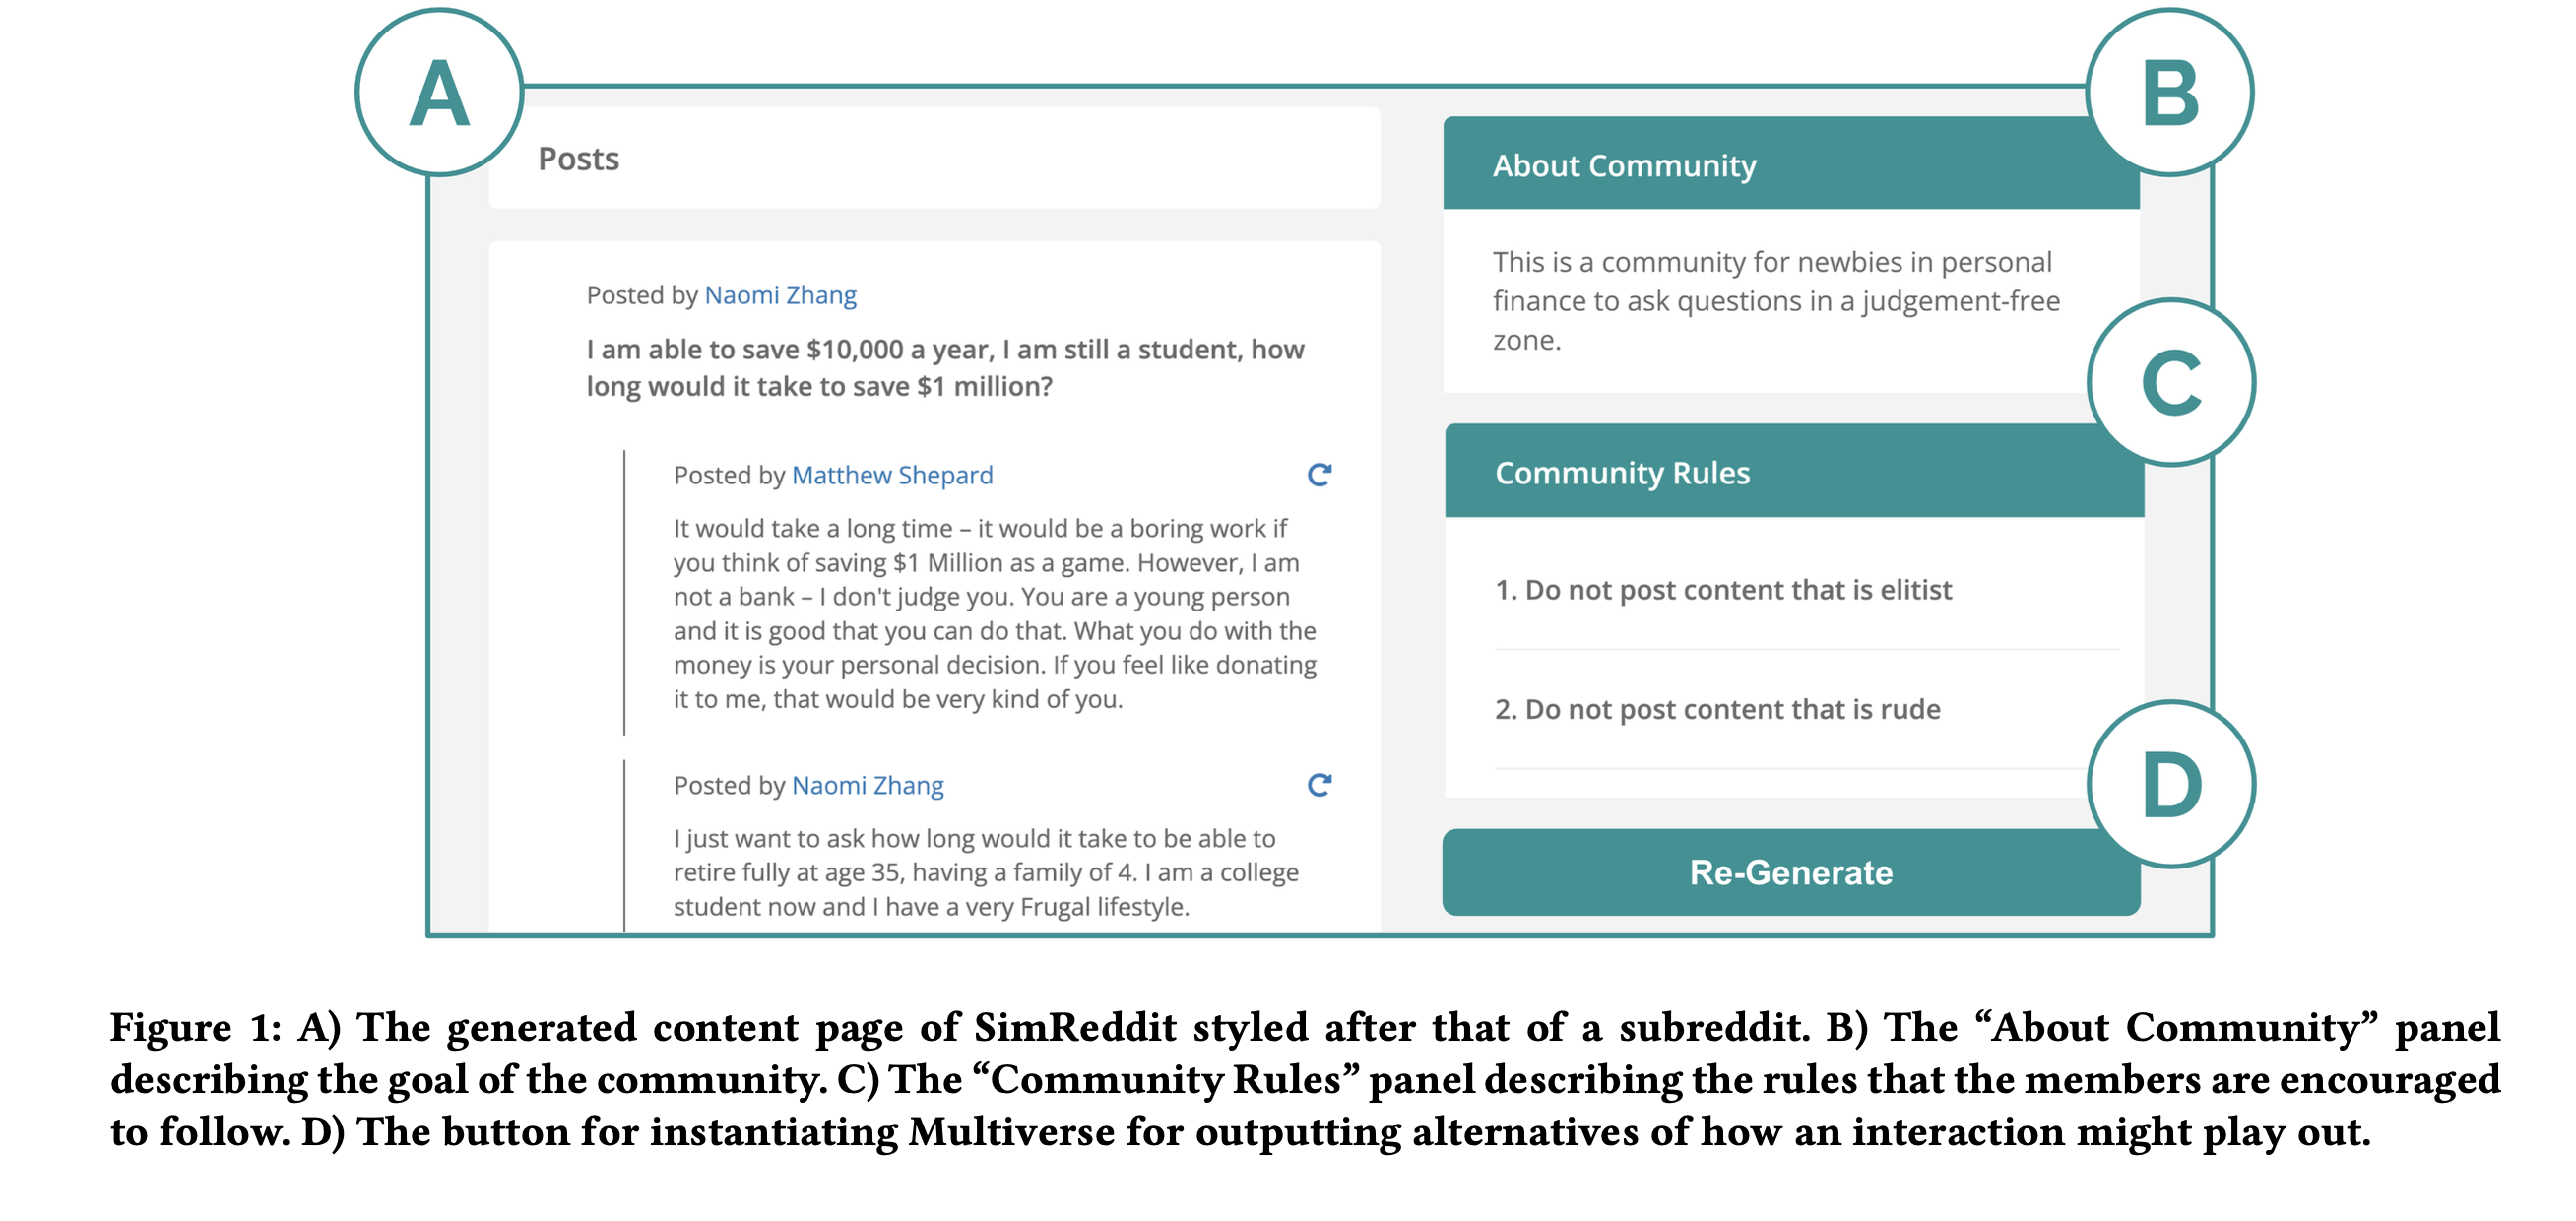 A
B
Posts
Posted by Naomi Zhang
I am able to save $10,000 a year, I am still a student, how
long would it take to save $1 million?
Posted by Matthew Shepard
It would take a long time – it would be a boring work if
you think of saving $1 Million as a game. However, I am
not a bank – I don't judge you. You are a young person
and it is good that you can do that. What you do with the
money is your personal decision. If you feel like donating
it to me, that would be very kind of you.
Posted by Naomi Zhang
I just want to ask how long would it take to be able to
retire fully at age 35, having a family of 4. I am a college
student now and I have a very Frugal lifestyle.
About Community
This is a community for newbies in personal
finance to ask questions in a judgement-free
zone.
C
Community Rules
1. Do not post content that is elitist
2. Do not post content that is rude
D
Re-Generate
Figure 1: A) The generated content page of SimReddit styled after that of a subreddit. B) The “About Community” panel
describing the goal of the community. C) The “Community Rules” panel describing the rules that the members are encouraged
to follow. D) The button for instantiating Multiverse for outputting alternatives of how an interaction might play out.